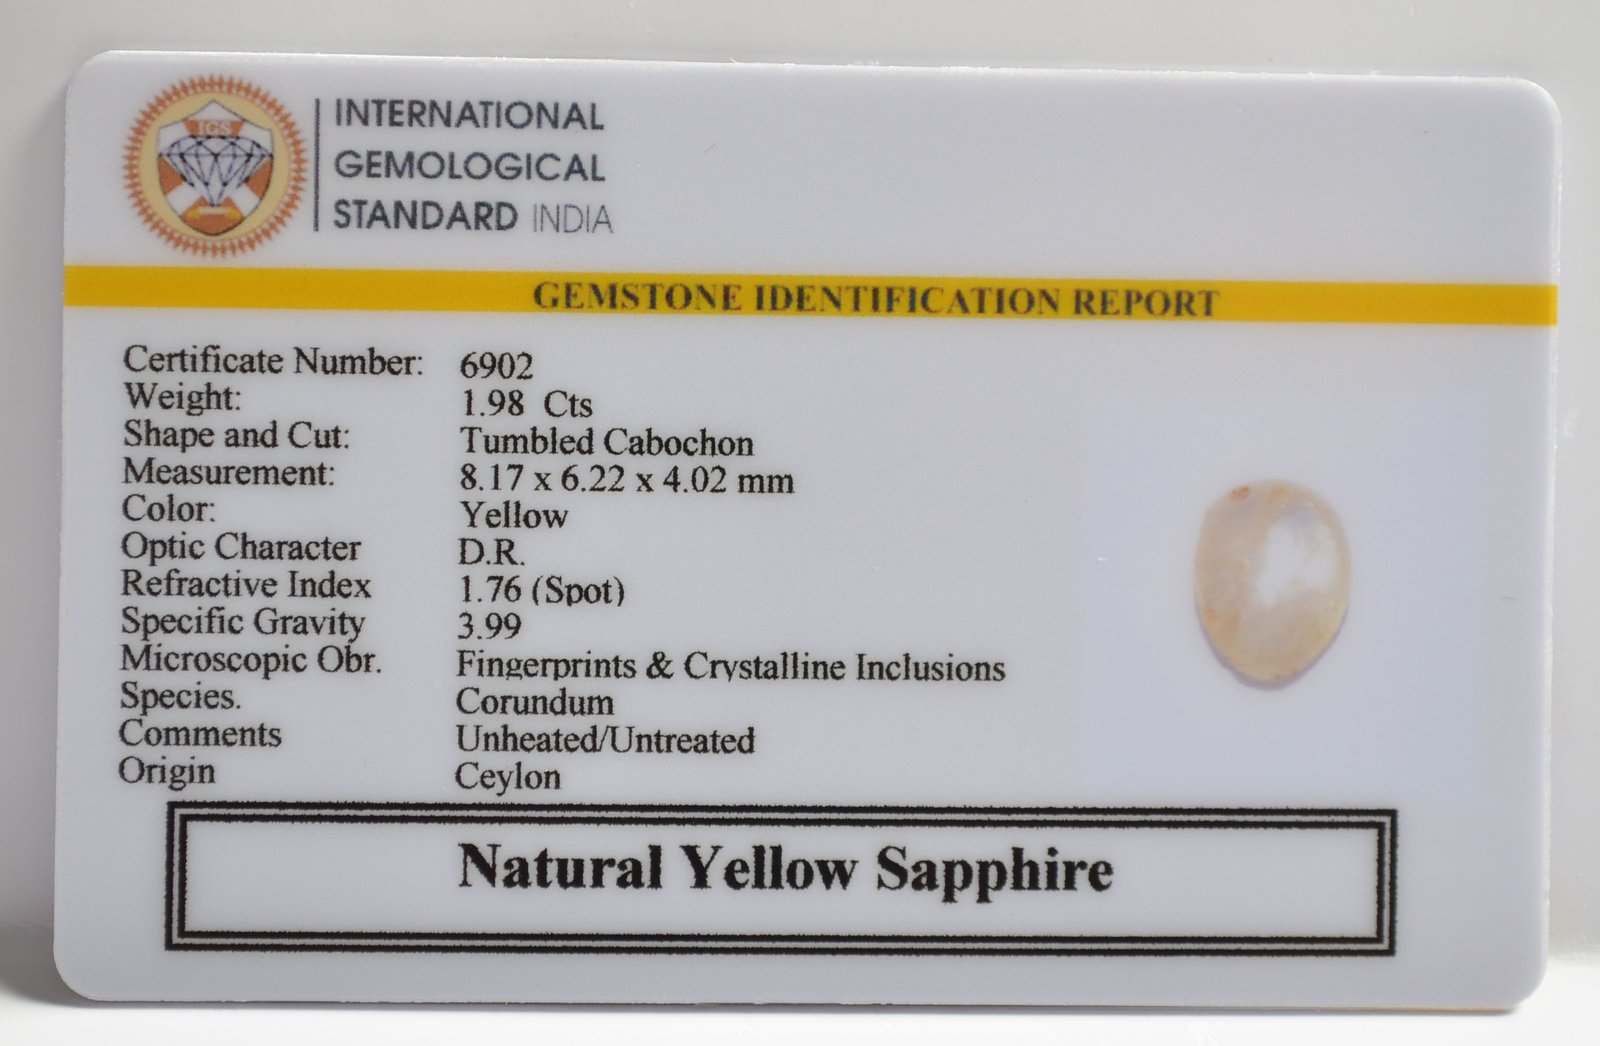 IGS
INTERNATIONAL
GEMOLOGICAL
STANDARD INDIA
GEMSTONE IDENTIFICATION REPORT
Certificate Number: 6902
Weight: 1.98 Cts
Shape and Cut: Tumbled Cabochon
Measurement: 8.17 x 6.22 x 4.02 mm
Color: Yellow
Optic Character D.R.
Refractive Index 1.76 (Spot)
Specific Gravity 3.99
Microscopic Obr. Fingerprints & Crystalline Inclusions
Species. Corundum
Comments Unheated/Untreated
Origin Ceylon
Natural Yellow Sapphire